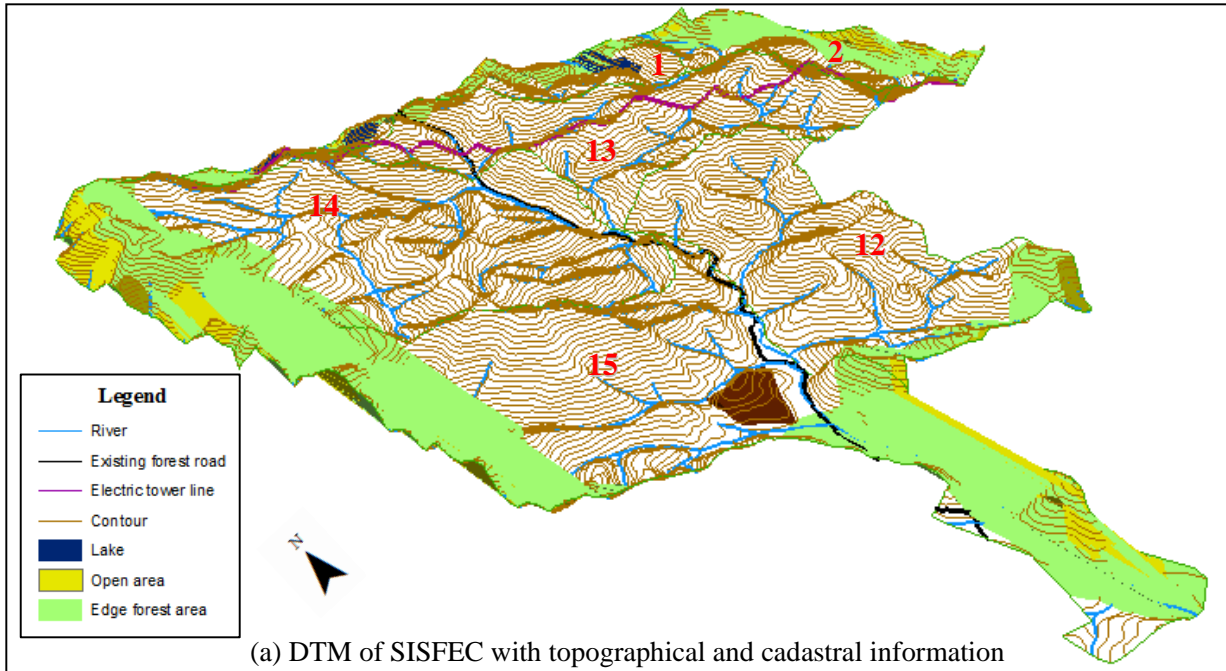 1
2
13
14
12
15
Legend
River
Existing forest road
Electric tower line
Contour
Lake
Open area
Edge forest area
N
(a) DTM of SISFEC with topographical and cadastral information